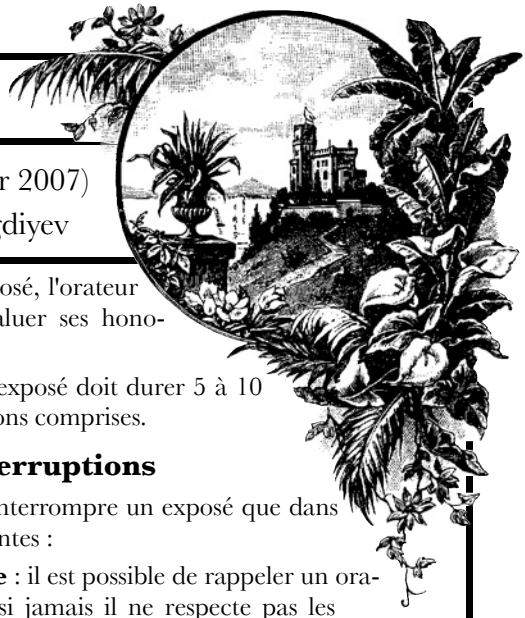 r 2007)
gdiyev
osé, l'orateur
aluer ses hono-
exposé doit durer 5 à 10
ons comprises.
erruptions
nterrompre un exposé que dans
ntes :
e : il est possible de rappeler un ora-
si jamais il ne respecte pas les